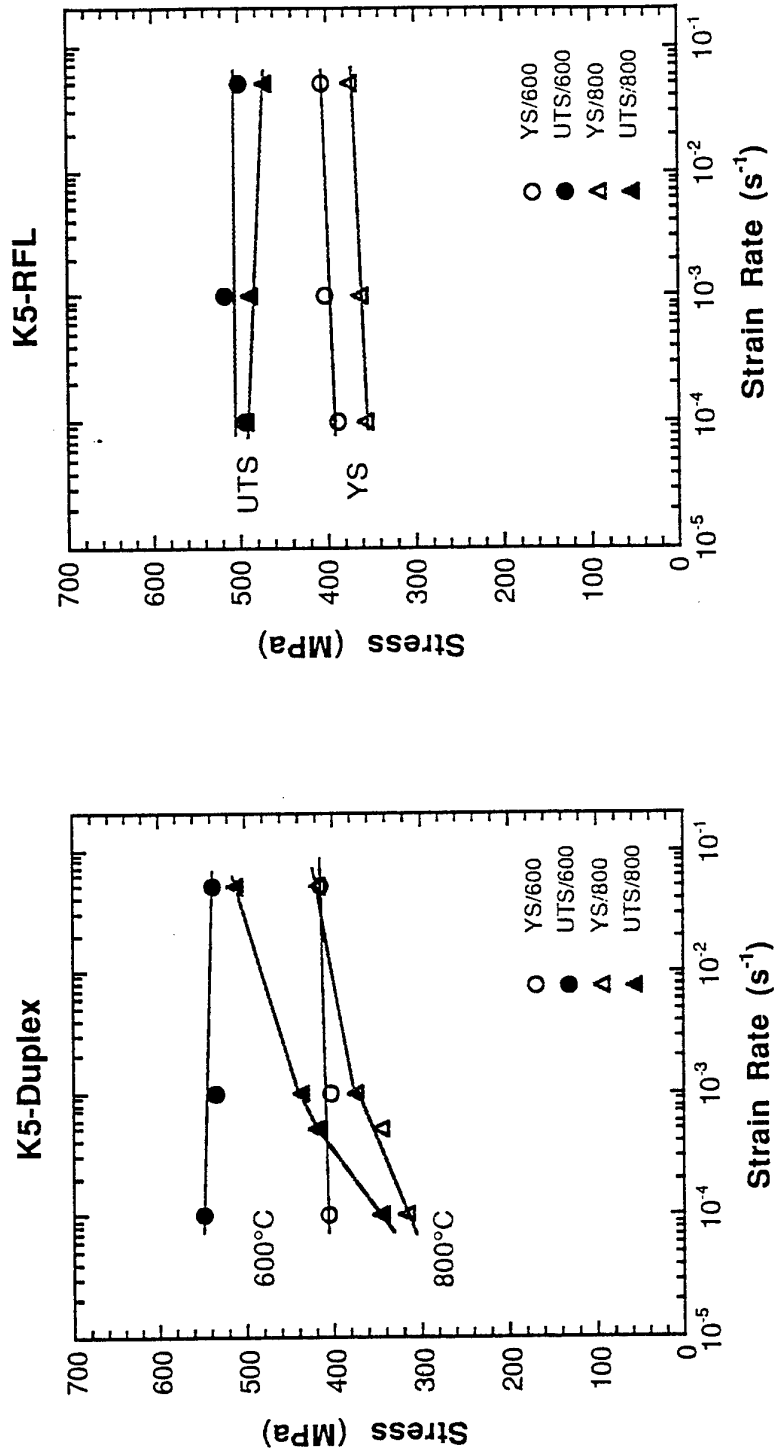 K5-Duplex
700
600
500
400
300
200
100
0
Stress (MPa)
600°C
800°C
YS/600
UTS/600
YS/800
UTS/800
10-5
10-4
10-3
10-2
10-1
Strain Rate (s-1)
K5-RFL
700
600
500
400
300
200
100
0
Stress (MPa)
UTS
YS
YS/600
UTS/600
YS/800
UTS/800
10-5
10-4
10-3
10-2
10-1
Strain Rate (s-1)